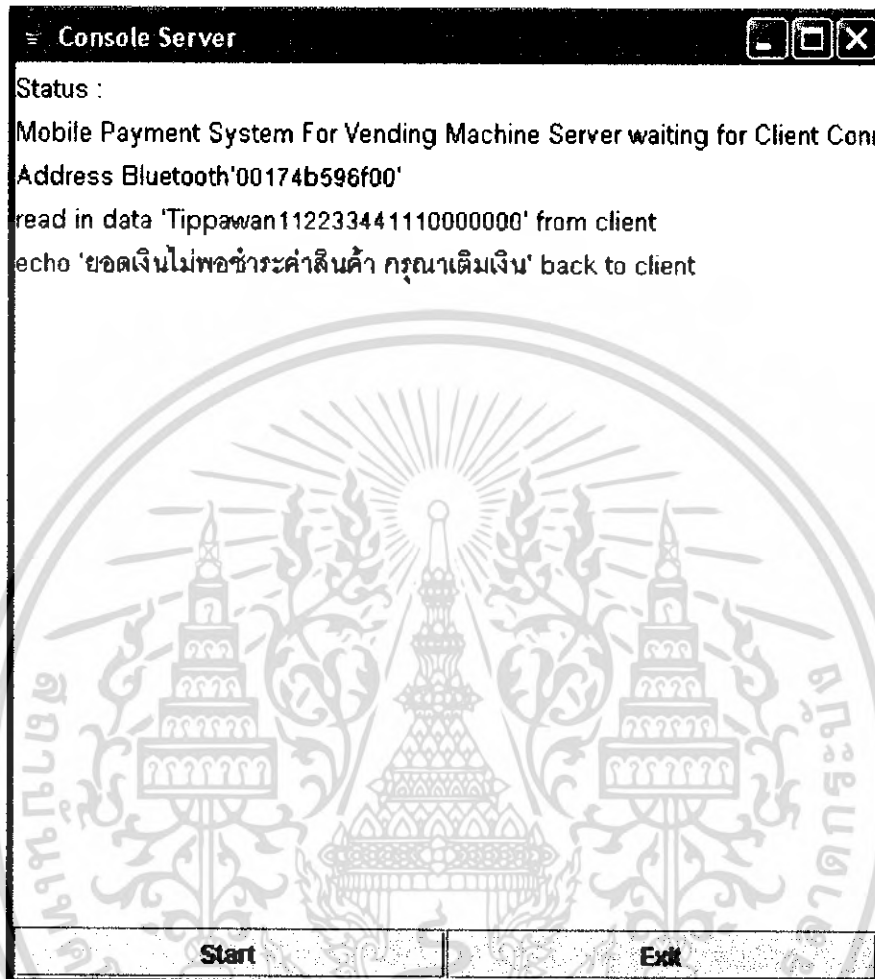 Console Server
Status :
Mobile Payment System For Vending Machine Server waiting for Client
Address Bluetooth'00174b596f00'
read in data 'Tippawan112233441110000000' from client
echo 'ยอดเงินไม่พอชำระค่าสินค้า กรุณาเติมเงิน' back to client
Start Exit